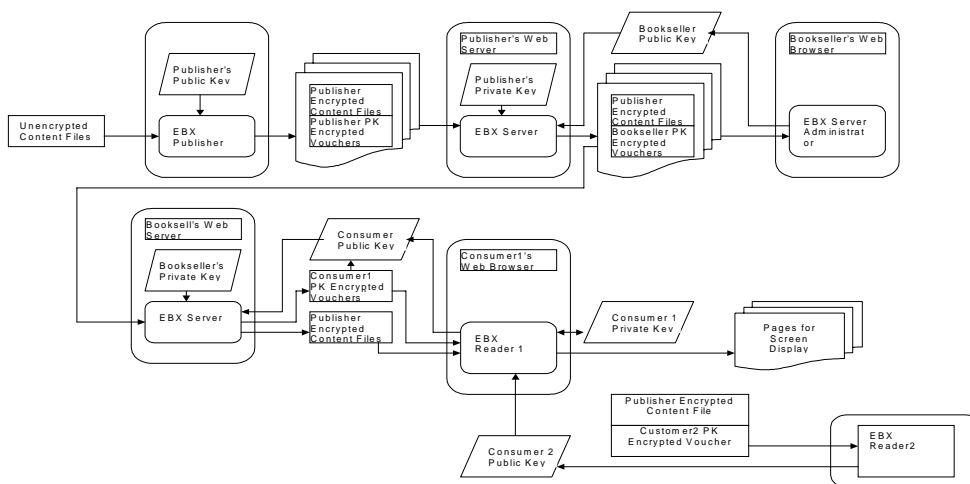 Publisher's
Public Key
Unencrypted
Content Files
EBX
Publisher
Publisher
Encrypted
Content Files
Publisher PK
Encrypted
Vouchers
Publisher's Web
Server
Publisher's
Private Key
EBX Server
Bookseller
Public Key
Publisher
Encrypted
Content Files
Bookseller PK
Encrypted
Vouchers
Bookseller's Web
Browser
EBX Server
Administrat
or
Booksell's Web
Server
Bookseller's
Private Key
EBX Server
Consumer
Public Key
Consumer1
PK Encrypted
Vouchers
Publisher
Encrypted
Content Files
Consumer1's
Web Browser
EBX
Reader 1
Consumer 1
Private Key
Pages for
Screen
Display
Consumer 2
Public Key
Publisher Encrypted
Content File
Customer2 PK
Encrypted Voucher
EBX
Reader2